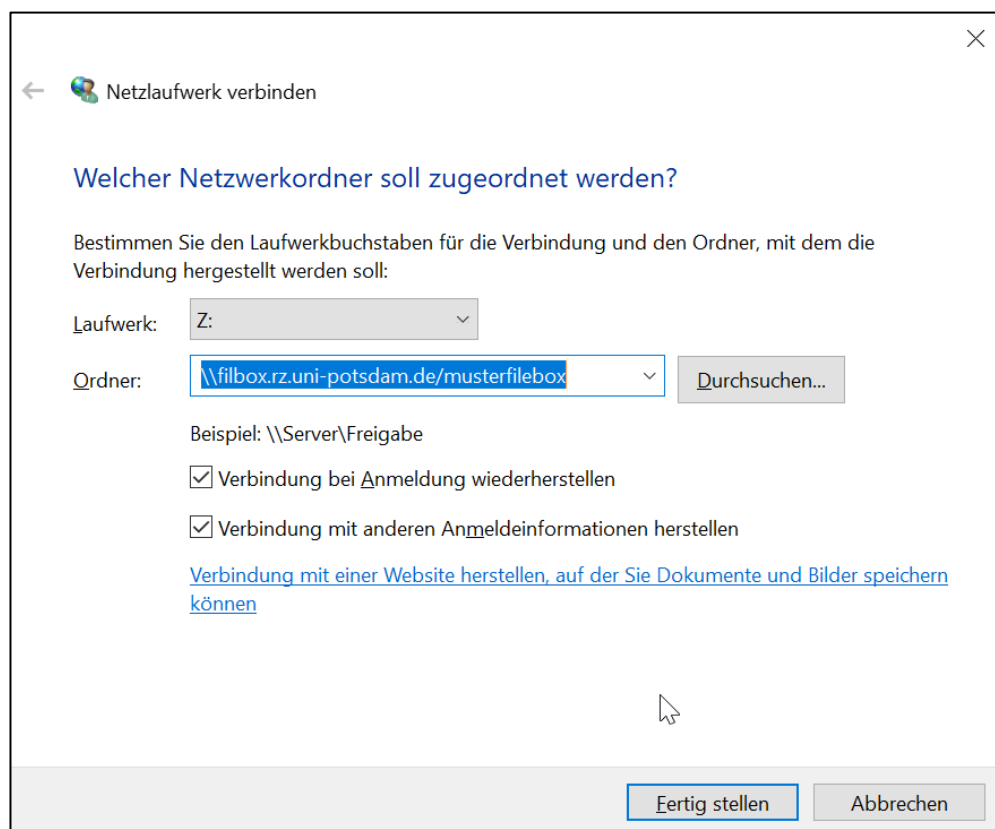 Netzlaufwerk verbinden
Welcher Netzwerkordner soll zugeordnet werden?
Bestimmen Sie den Laufwerkbuchstaben für die Verbindung und den Ordner, mit dem die
Verbindung hergestellt werden soll:
Laufwerk: Z:
Ordner: \\filbox.rz.uni-potsdam.de/musterfilebox Durchsuchen...
Beispiel: \\Server\Freigabe
Verbindung bei Anmeldung wiederherstellen
Verbindung mit anderen Anmeldeinformationen herstellen
Verbindung mit einer Website herstellen, auf der Sie Dokumente und Bilder speichern
können
Fertig stellen Abbrechen